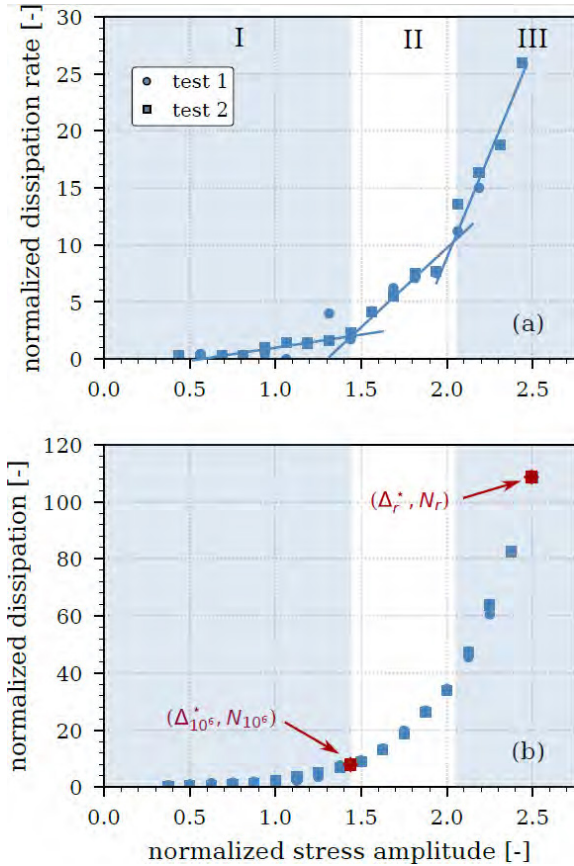 normalized dissipation rate [-]
30
25
20
15
10
5
0
I
II
III
test 1
test 2
(a)
0.0 0.5 1.0 1.5 2.0 2.5
normalized dissipation [-]
120
100
80
60
40
20
0
(Δ*r, Nr)
(Δ*10⁶, N10⁶)
(b)
0.0 0.5 1.0 1.5 2.0 2.5
normalized stress amplitude [-]